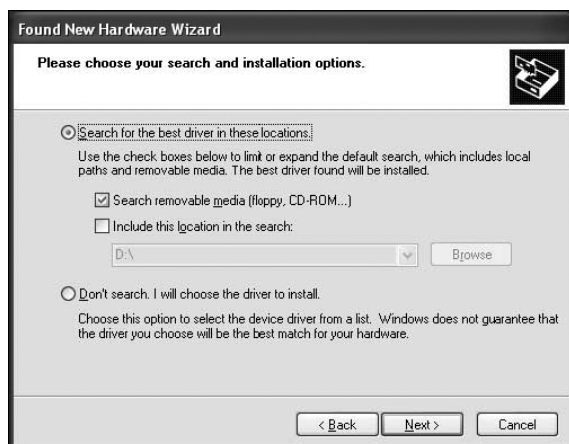 Found New Hardware Wizard
Please choose your search and installation options.
Search for the best driver in these locations.
Use the check boxes below to limit or expand the default search, which includes local
paths and removable media. The best driver found will be installed.
Search removable media (floppy, CD-ROM...)
Include this location in the search:
D:\
Browse
Don't search. I will choose the driver to install.
Choose this option to select the device driver from a list. Windows does not guarantee that
the driver you choose will be the best match for your hardware.
< Back
Next >
Cancel